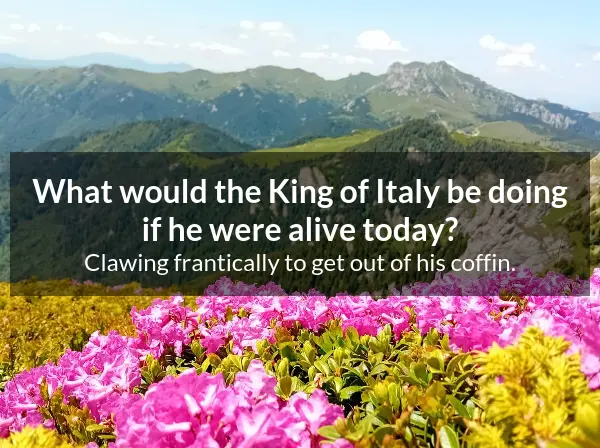 What would the King of Italy be doing
if he were alive today?
Clawing frantically to get out of his coffin.